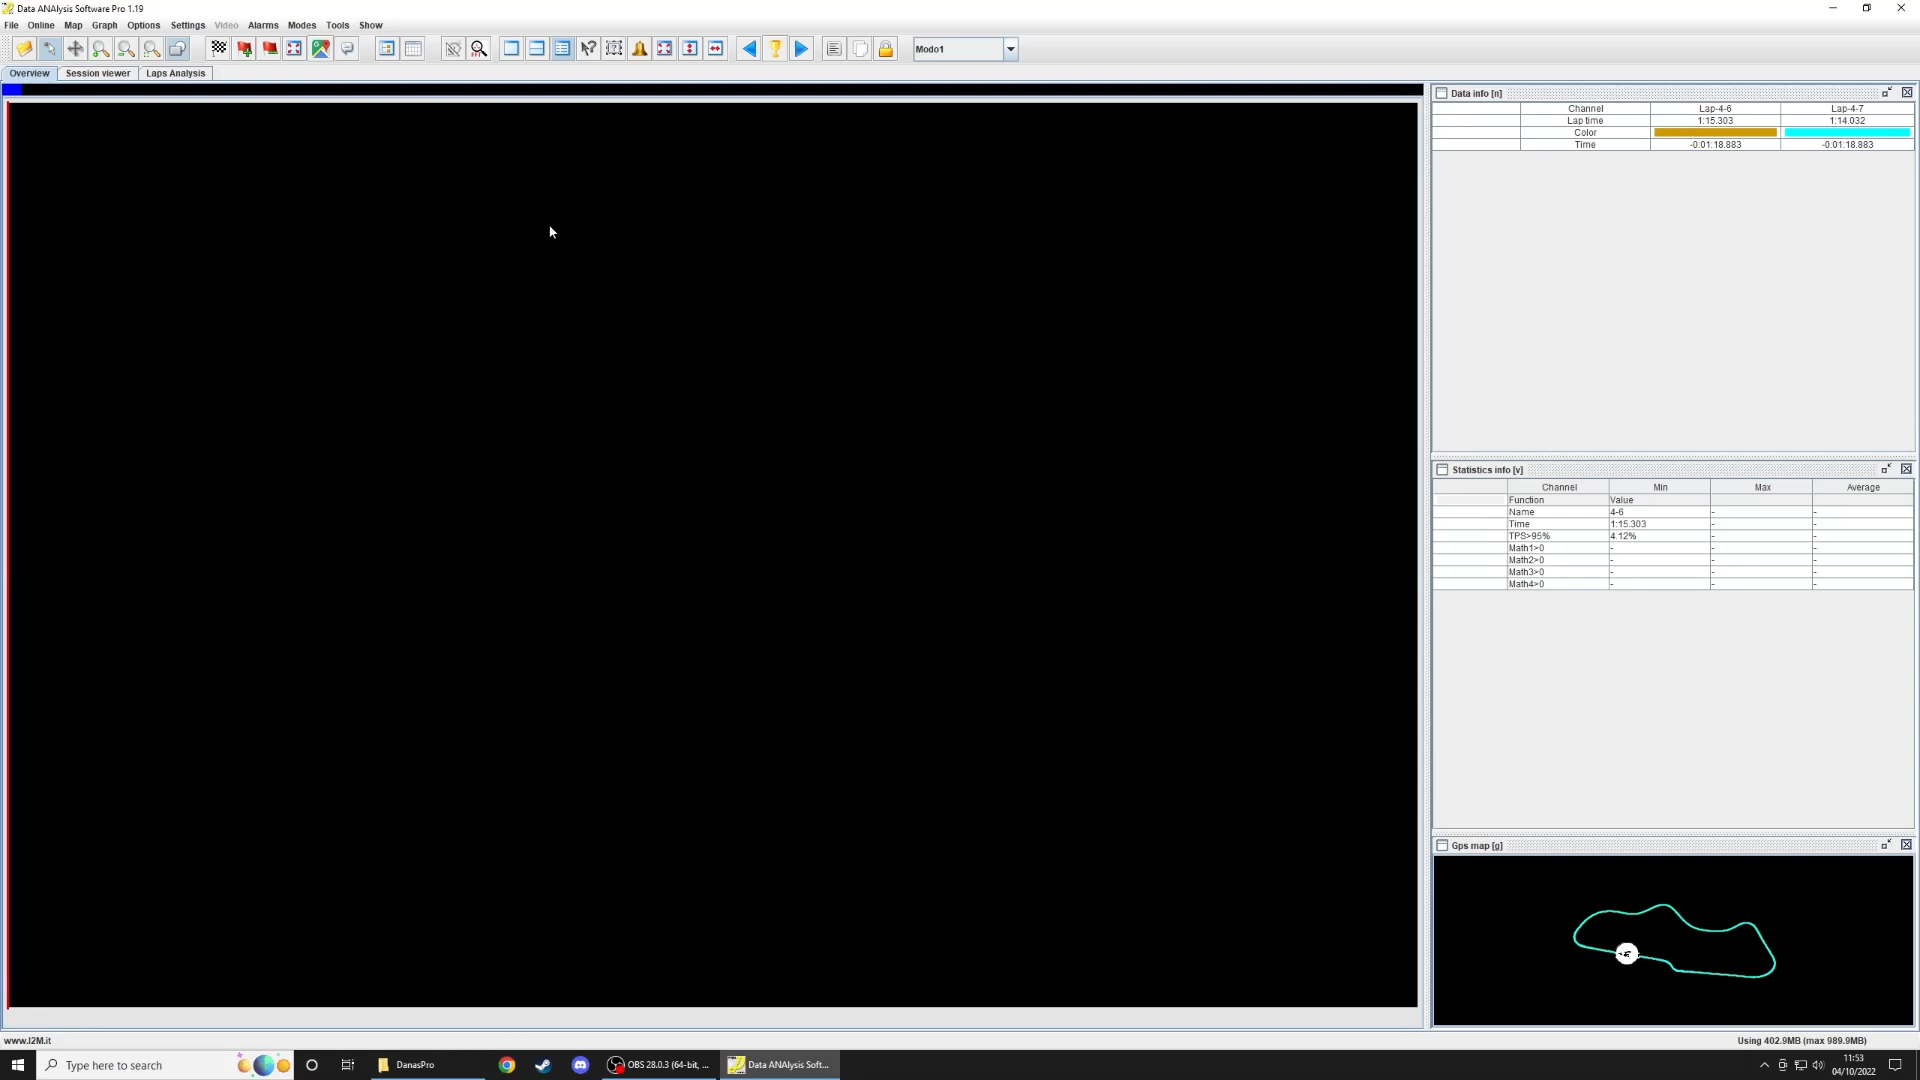 Data ANAlysis Software Pro 1.19
File Online Map Graph Options Settings Video Alarms Modes Tools Show
Modo1
Overview Session viewer Laps Analysis
Data info [n]
Channel Lap-4-6 Lap-4-7
Lap time 1:15.303 1:14.032
Color
Time -0:01:18.883 -0:01:18.883
Statistics info [v]
Channel Min Max Average
Function Value
Name 4-6 - -
Time 1:15.303 - -
TPS>95% 4.12% - -
Math1>0 - - -
Math2>0 - - -
Math3>0 - - -
Math4>0 - - -
Gps map [g]
www.I2M.it
Using 402.9MB (max 989.9MB)
Type here to search
DanasPro
OBS 28.0.3 (64-bit, ...
Data ANAlysis Soft...
11:53
04/10/2022